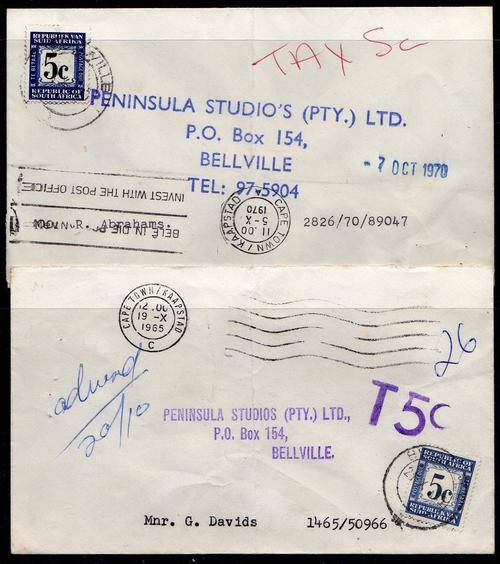 REPUBLIEK VAN
SUID-AFRIKA
5c
REPUBLIC OF
SOUTH AFRICA
TAX 5c
PENINSULA STUDIO'S (PTY.) LTD.
P.O. Box 154,
BELLVILLE
TEL: 97-5904
- 7 OCT 1970
INVEST WITH THE POST OFFICE
BELE IN DIE
Mnr. R. Abrahams.
CAPE TOWN / KAAPSTAD
11.00
5-X
1970
2826/70/89047
CAPE TOWN / KAAPSTAD
12.00
19 -X
1965
C
26
20/10
T5c
PENINSULA STUDIOS (PTY.) LTD.,
P.O. Box 154,
BELLVILLE.
REPUBLIC OF
SOUTH AFRICA
5c
REPUBLIEK VAN
SUID-AFRIKA
Mnr. G. Davids
1465/50966